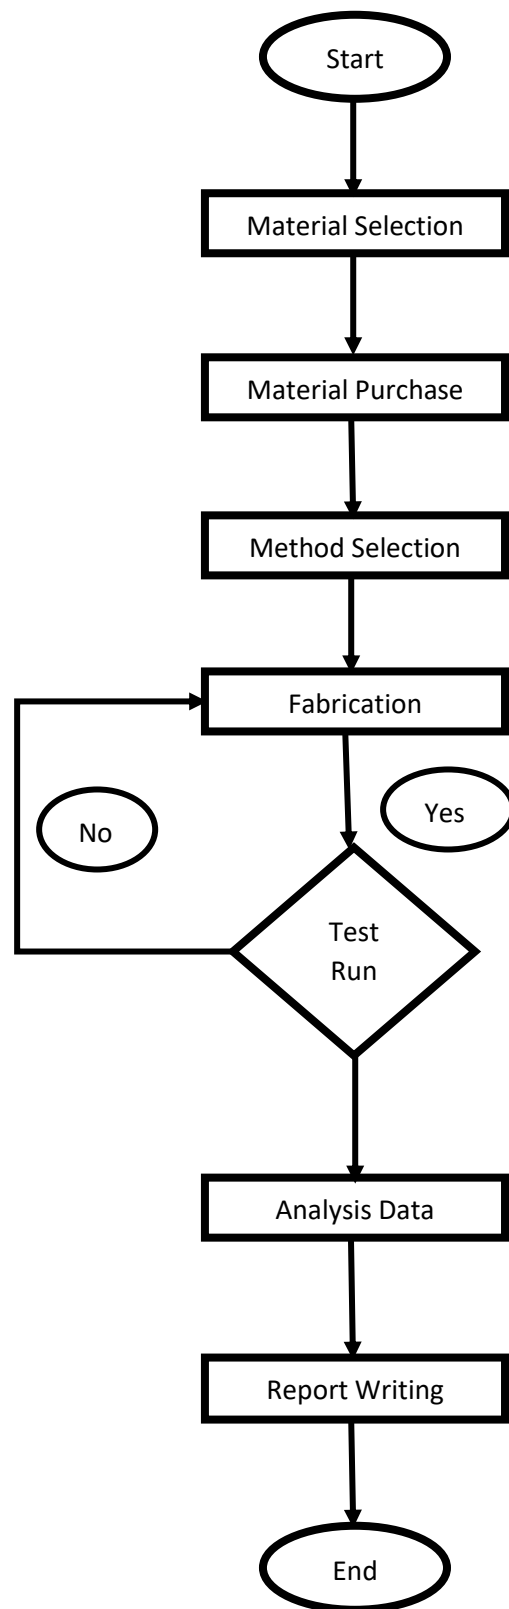 Start
Material Selection
Material Purchase
Method Selection
Fabrication
No
Yes
Test
Run
Analysis Data
Report Writing
End